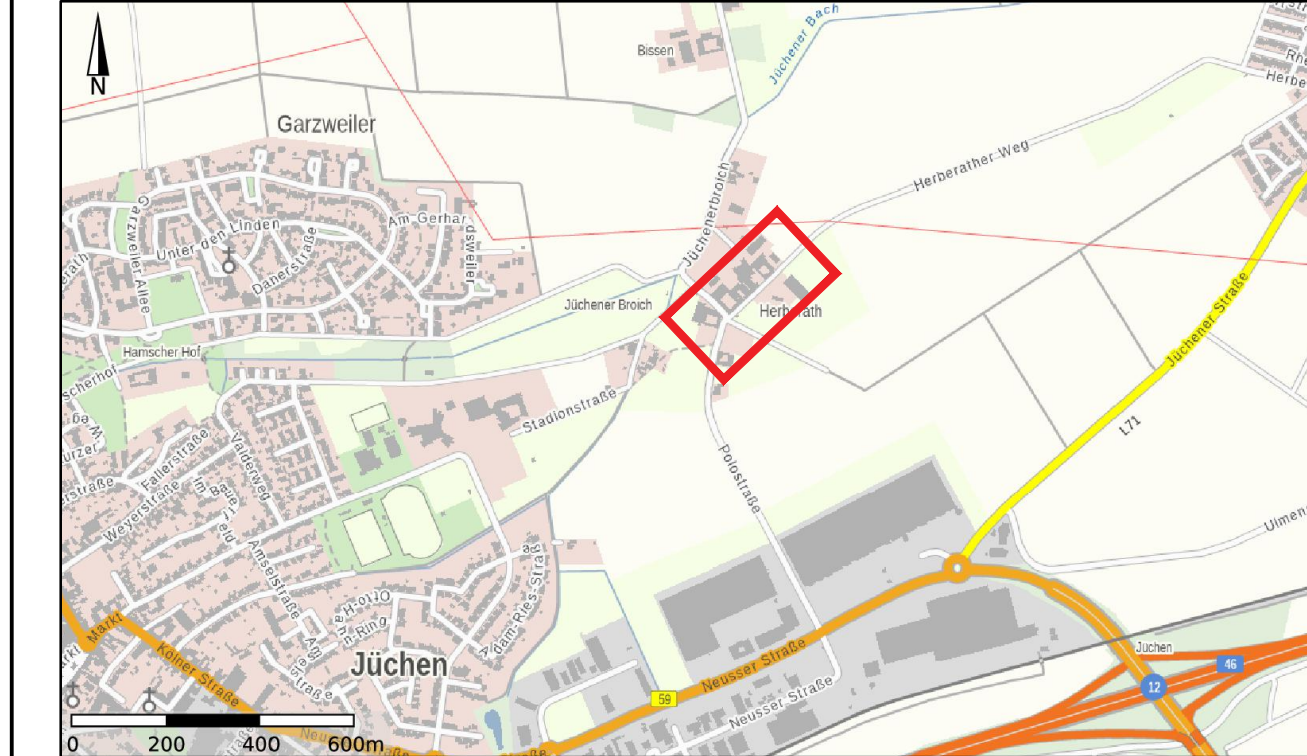 N
Bissen
Jüchener Bach
Garzweiler
Herberather Weg
Jüchenerbroich
Garzweiler Allee
Unter den Linden
Danerstraße
Am Gerhardsweiler
Jüchener Broich
Herberath
Hamscher Hof
Stadionstraße
Jüchener Straße
L71
Fallerstraße
Weyerstraße
Valderweg
Polostraße
Amselstraße
Otto-Hahn-Ring
Adam-Ries-Straße
Markt
Kölner Straße
Jüchen
Neusser Straße
59
Neusser Straße
Jüchen
46
12
0 200 400 600m